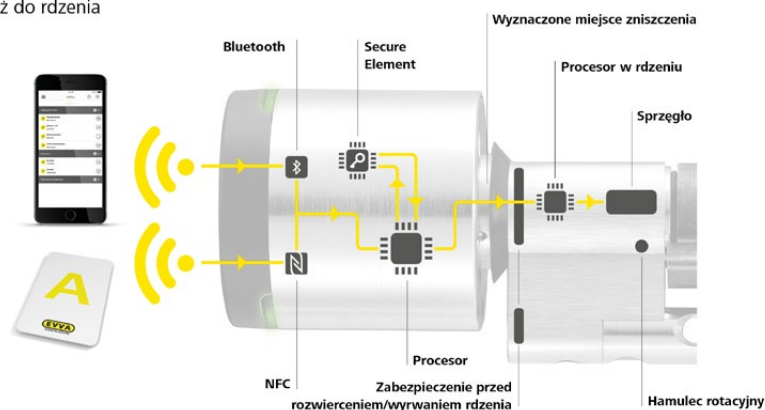 ż do rdzenia
Wyznaczone miejsce zniszczenia
Bluetooth
Secure
Element
Procesor w rdzeniu
Sprzęgło
A
EVVA
Procesor
NFC
Zabezpieczenie przed
rozwierceniem/wyrwaniem rdzenia
Hamulec rotacyjny